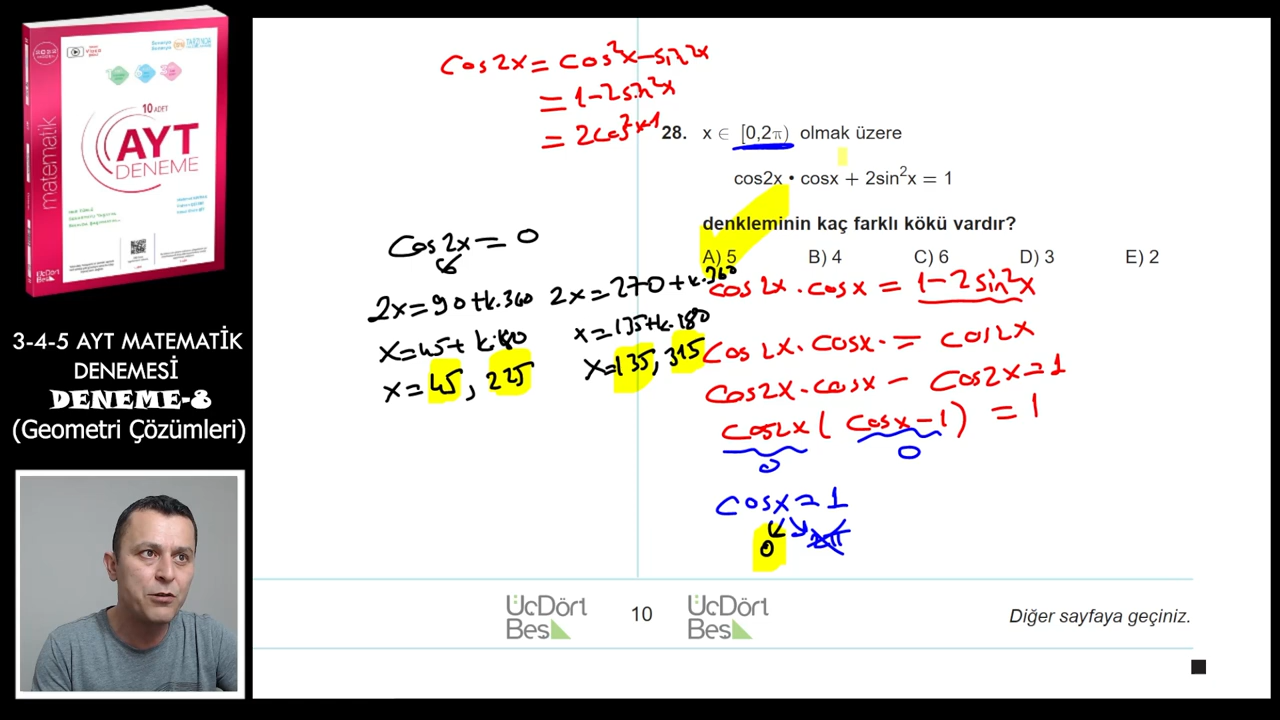 2022
matematik
10 ADET
AYT
DENEME
ÜçDört
Beş
3-4-5 AYT MATEMATİK
DENEMESİ
DENEME-8
(Geometri Çözümleri)
cos2x = cos²x - sin²x
= 1 - 2sin²x
= 2cos²x-1
28. x ∈ [0,2π) olmak üzere
cos2x • cosx + 2sin²x = 1
denkleminin kaç farklı kökü vardır?
A) 5 B) 4 C) 6 D) 3 E) 2
cos2x . cosx = 1-2sin²x
cos2x . cosx . = cos2x
cos2x . cosx - cos2x = 1
cos2x ( cosx - 1 ) = 1
0 0
cosx = 1
0 2π
cos2x = 0
2x = 90+k.360 2x = 270+k.360
x = 45+ k.180 x = 135+k.180
x = 45, 225 x = 135, 315
ÜçDört
Beş
10
ÜçDört
Beş
Diğer sayfaya geçiniz.